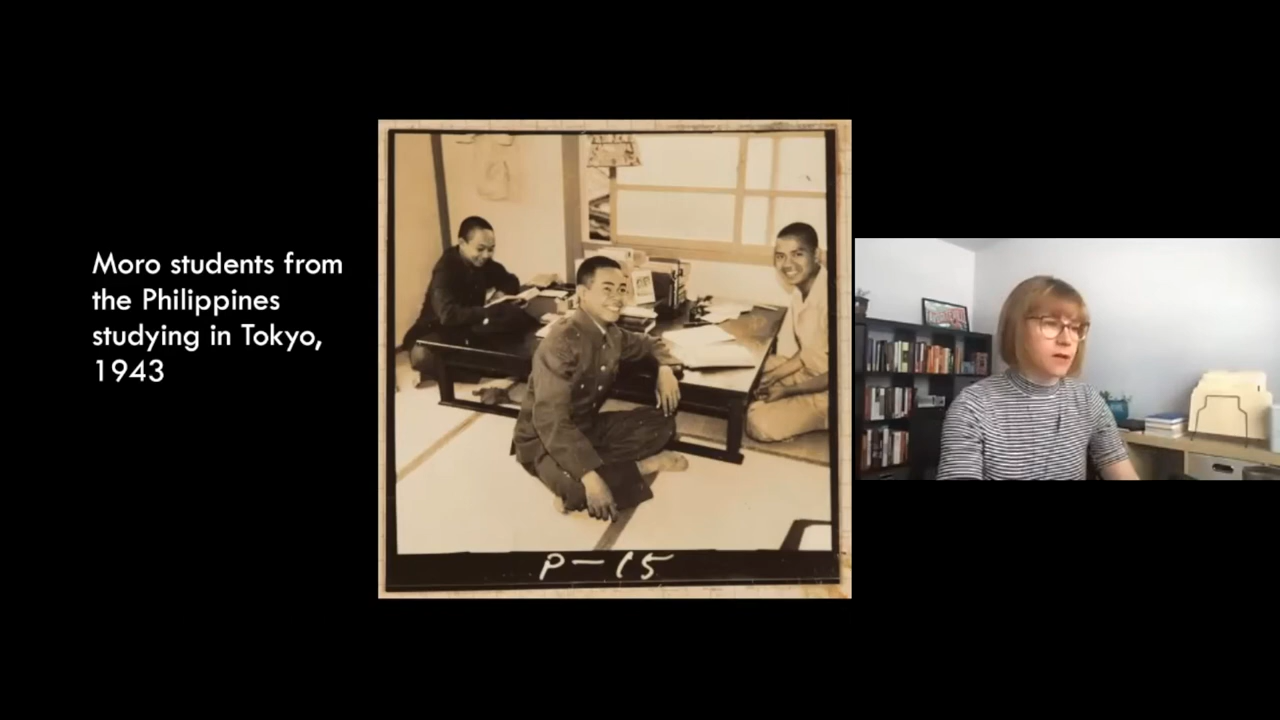 Moro students from
the Philippines
studying in Tokyo,
1943
P-15